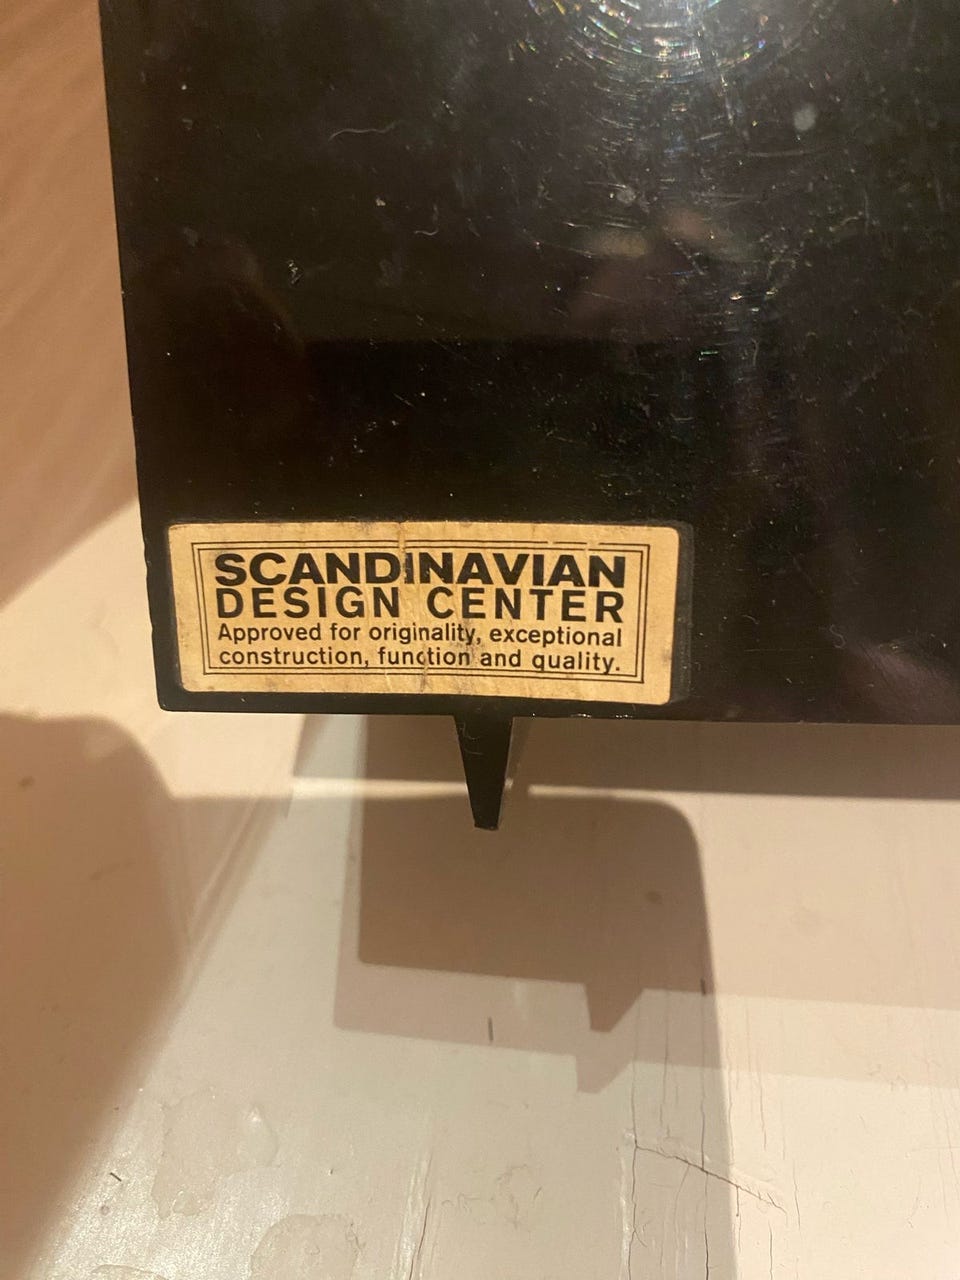 SCANDINAVIAN
DESIGN CENTER
Approved for originality, exceptional
construction, function and quality.